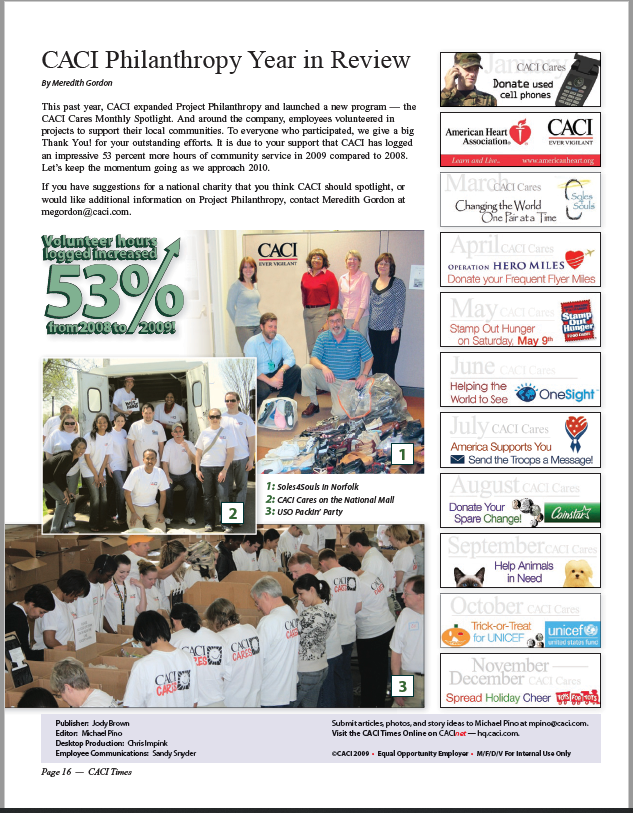 CACI Philanthropy Year in Review
By Meredith Gordon
This past year, CACI expanded Project Philanthropy and launched a new program — the
CACI Cares Monthly Spotlight. And around the company, employees volunteered in
projects to support their local communities. To everyone who participated, we give a big
Thank You! for your outstanding efforts. It is due to your support that CACI has logged
an impressive 53 percent more hours of community service in 2009 compared to 2008.
Let's keep the momentum going as we approach 2010.
If you have suggestions for a national charity that you think CACI should spotlight, or
would like additional information on Project Philanthropy, contact Meredith Gordon at
megordon@caci.com.
Volunteer hours
logged increased
53%
from 2008 to 2009!
CACI
EVER VIGILANT
1
2
1: Soles4Souls in Norfolk
2: CACI Cares on the National Mall
3: USO Packin' Party
CACI
CARES
CACI
CARES
CACI
CARES
CACI
CARES
CACI
CARES
3
January
CACI Cares
Donate used
cell phones
American Heart
Association®
CACI
EVER VIGILANT
Learn and Live..
www.americanheart.org
March
CACI Cares
Changing the World
One Pair at a Time
Soles
Souls
April CACI Cares
OPERATION HERO MILES
Donate your Frequent Flyer Miles
May CACI Cares
Stamp Out Hunger
on Saturday, May 9th
Stamp
Out
Hunger
June CACI Cares
Helping the
World to See
OneSight
July CACI Cares
America Supports You
Send the Troops a Message!
August CACI Cares
Donate Your
Spare Change!
Coinstar
September CACI Cares
Help Animals
in Need
October CACI Cares
Trick-or-Treat
for UNICEF
unicef
united states fund
November
December CACI Cares
Spread Holiday Cheer
TOYS FOR TOTS
Publisher: Jody Brown
Editor: Michael Pino
Desktop Production: Chris Impink
Employee Communications: Sandy Snyder
Submit articles, photos, and story ideas to Michael Pino at mpino@caci.com.
Visit the CACI Times Online on CACInet — hq.caci.com.
©CACI 2009 • Equal Opportunity Employer • M/F/D/V For Internal Use Only
Page 16 — CACI Times